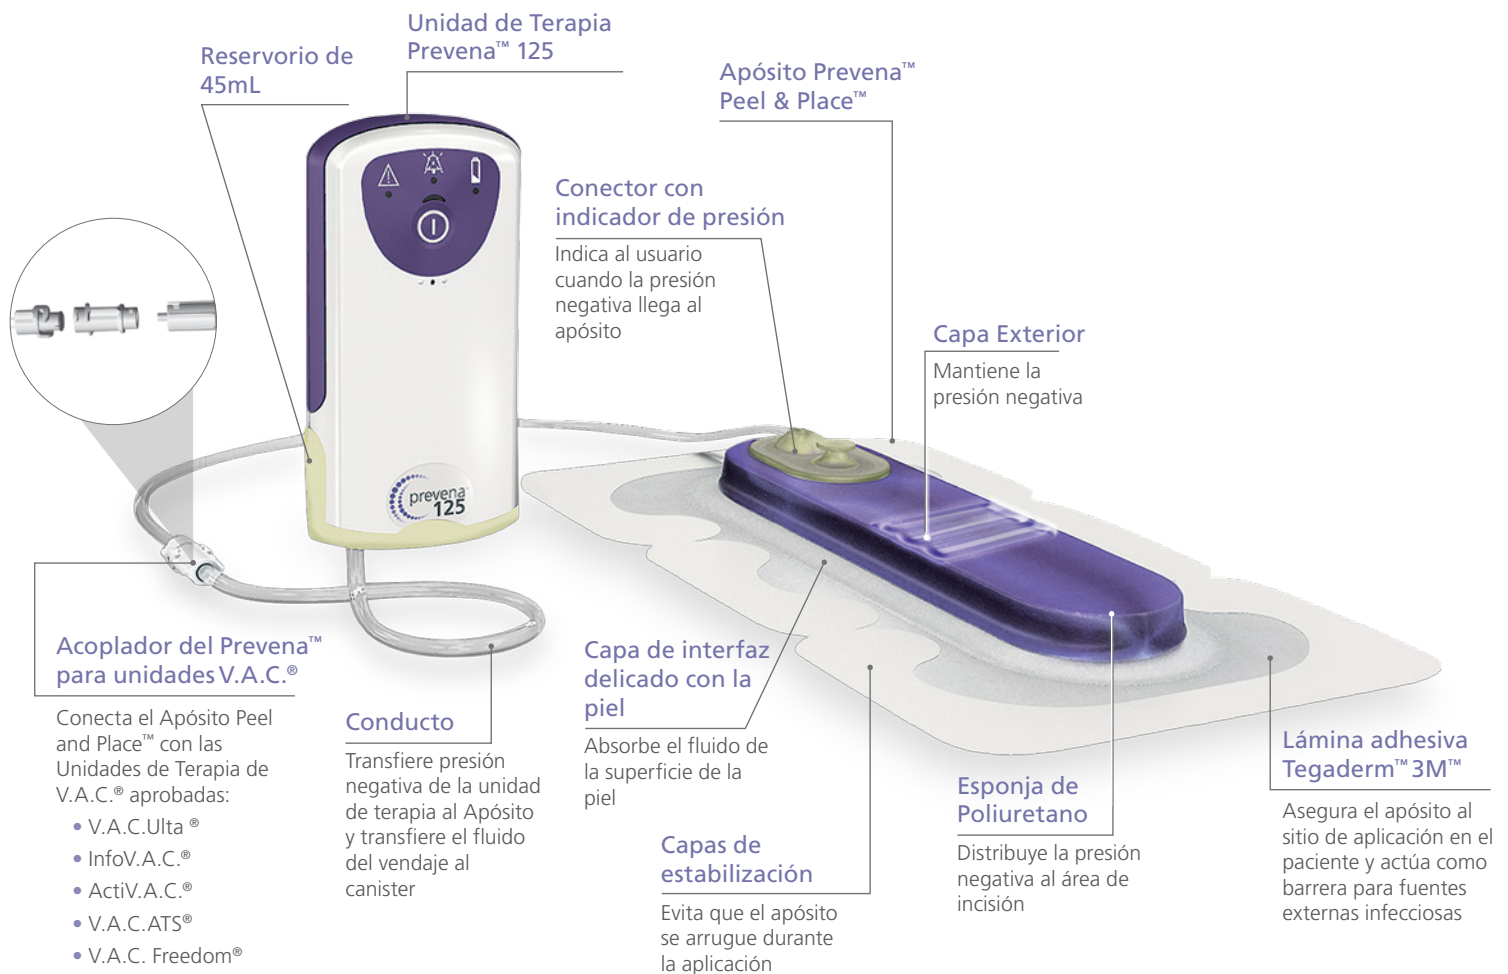 Unidad de Terapia
Prevena™ 125
Reservorio de
45mL
Apósito Prevena™
Peel & Place™
Conector con
indicador de presión
Indica al usuario
cuando la presión
negativa llega al
apósito
Capa Exterior
Mantiene la
presión negativa
prevena
125
Acoplador del Prevena™
para unidades V.A.C.®
Conecta el Apósito Peel
and Place™ con las
Unidades de Terapia de
V.A.C.® aprobadas:
• V.A.C.Ulta ®
• InfoV.A.C.®
• ActiV.A.C.®
• V.A.C.ATS®
• V.A.C. Freedom®
Conducto
Transfiere presión
negativa de la unidad
de terapia al Apósito
y transfiere el fluido
del vendaje al
canister
Capa de interfaz
delicado con la
piel
Absorbe el fluido de
la superficie de la
piel
Capas de
estabilización
Evita que el apósito
se arrugue durante
la aplicación
Esponja de
Poliuretano
Distribuye la presión
negativa al área de
incisión
Lámina adhesiva
Tegaderm™ 3M™
Asegura el apósito al
sitio de aplicación en el
paciente y actúa como
barrera para fuentes
externas infecciosas